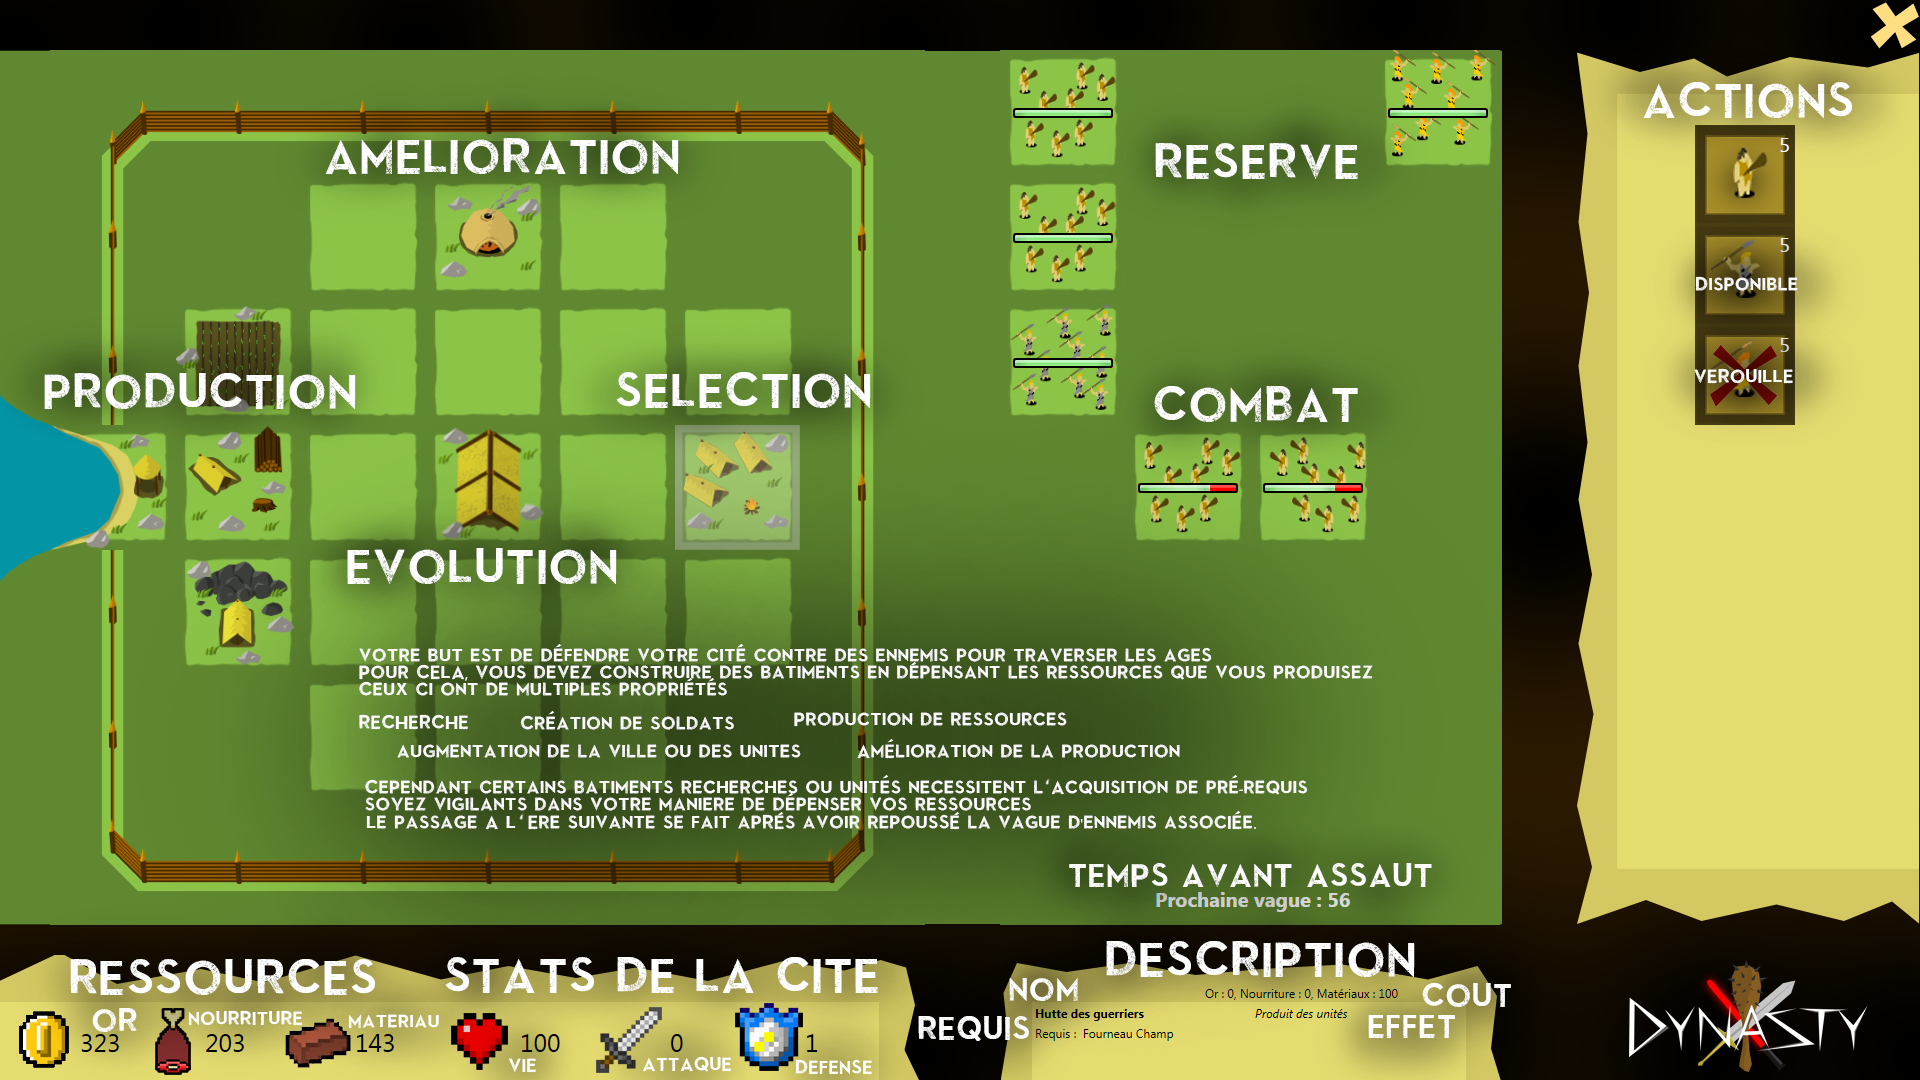 ACTIONS
5
AMELIORATION
RESERVE
5
DISPONIBLE
5
VEROUILLE
PRODUCTION
SELECTION
COMBAT
EVOLUTION
VOTRE BUT EST DE DÉFENDRE VOTRE CITÉ CONTRE DES ENNEMIS POUR TRAVERSER LES AGES
POUR CELA, VOUS DEVEZ CONSTRUIRE DES BATIMENTS EN DÉPENSANT LES RESSOURCES QUE VOUS PRODUISEZ
CEUX CI ONT DE MULTIPLES PROPRIÉTÉS
RECHERCHE CRÉATION DE SOLDATS PRODUCTION DE RESSOURCES
AUGMENTATION DE LA VILLE OU DES UNITES AMÉLIORATION DE LA PRODUCTION
CEPENDANT CERTAINS BATIMENTS RECHERCHES OU UNITÉS NECESSITENT L'ACQUISITION DE PRÉ-REQUIS
SOYEZ VIGILANTS DANS VOTRE MANIERE DE DÉPENSER VOS RESSOURCES
LE PASSAGE A L'ERE SUIVANTE SE FAIT APRÉS AVOIR REPOUSSÉ LA VAGUE D'ENNEMIS ASSOCIÉE.
TEMPS AVANT ASSAUT
Prochaine vague : 56
RESSOURCES
OR
323
NOURRITURE
203
MATERIAU
143
STATS DE LA CITE
100
VIE
0
ATTAQUE
1
DEFENSE
DESCRIPTION
NOM
Or : 0, Nourriture : 0, Matériaux : 100
COUT
Hutte des guerriers
Produit des unités
EFFET
REQUIS
Requis : Fourneau Champ
DYNASTY